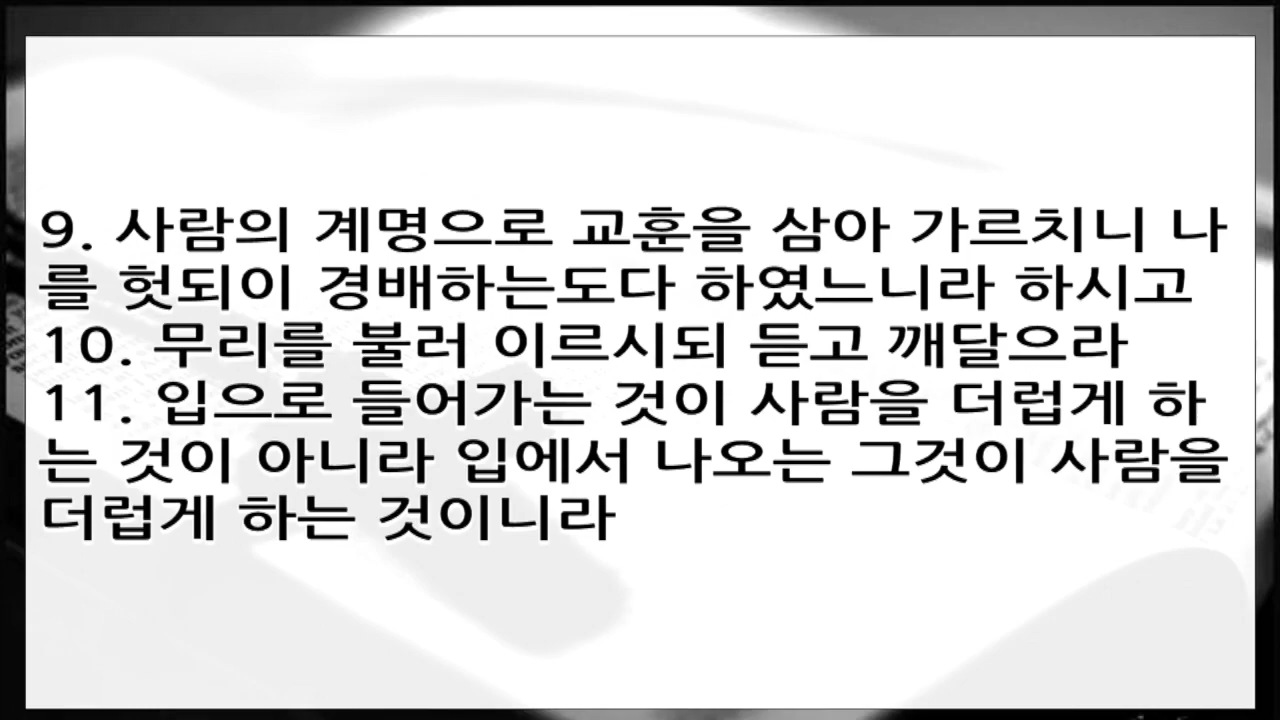 9. 사람의 계명으로 교훈을 삼아 가르치니 나
를 헛되이 경배하는도다 하였느니라 하시고
10. 무리를 불러 이르시되 듣고 깨달으라
11. 입으로 들어가는 것이 사람을 더럽게 하
는 것이 아니라 입에서 나오는 그것이 사람을
더럽게 하는 것이니라